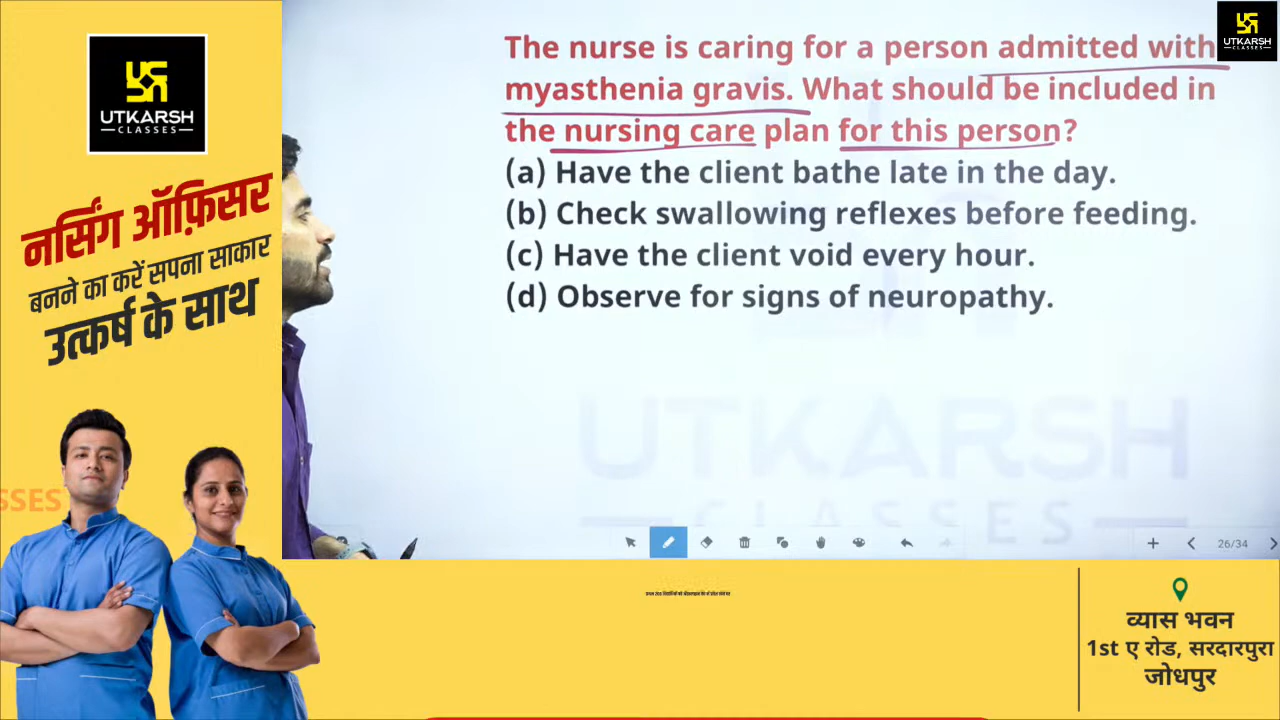 UTKARSH
CLASSES
नर्सिंग ऑफ़िसर
बनने का करें सपना साकार
उत्कर्ष के साथ
SSES
UTKARSH
CLASSES
The nurse is caring for a person admitted with
myasthenia gravis. What should be included in
the nursing care plan for this person?
(a) Have the client bathe late in the day.
(b) Check swallowing reflexes before feeding.
(c) Have the client void every hour.
(d) Observe for signs of neuropathy.
UTKARSH
CLASSES
26/34
व्यास भवन
1st ए रोड, सरदारपुरा
जोधपुर